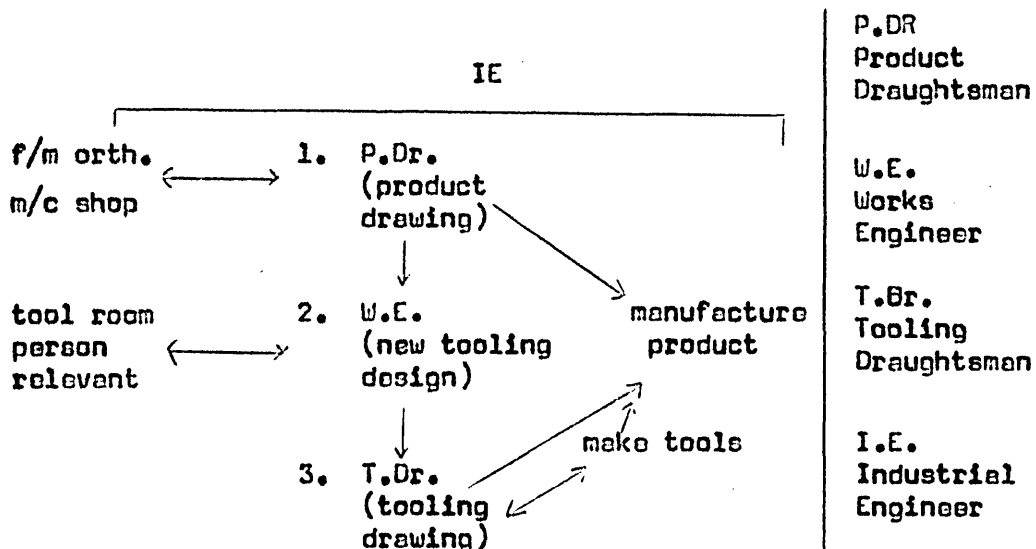 IE
f/m orth.
m/c shop
1. P.Dr.
(product
drawing)
tool room
person
relevant
2. W.E.
(new tooling
design)
manufacture
product
make tools
3. T.Dr.
(tooling
drawing)
P.DR
Product
Draughtsman
W.E.
Works
Engineer
T.Dr.
Tooling
Draughtsman
I.E.
Industrial
Engineer